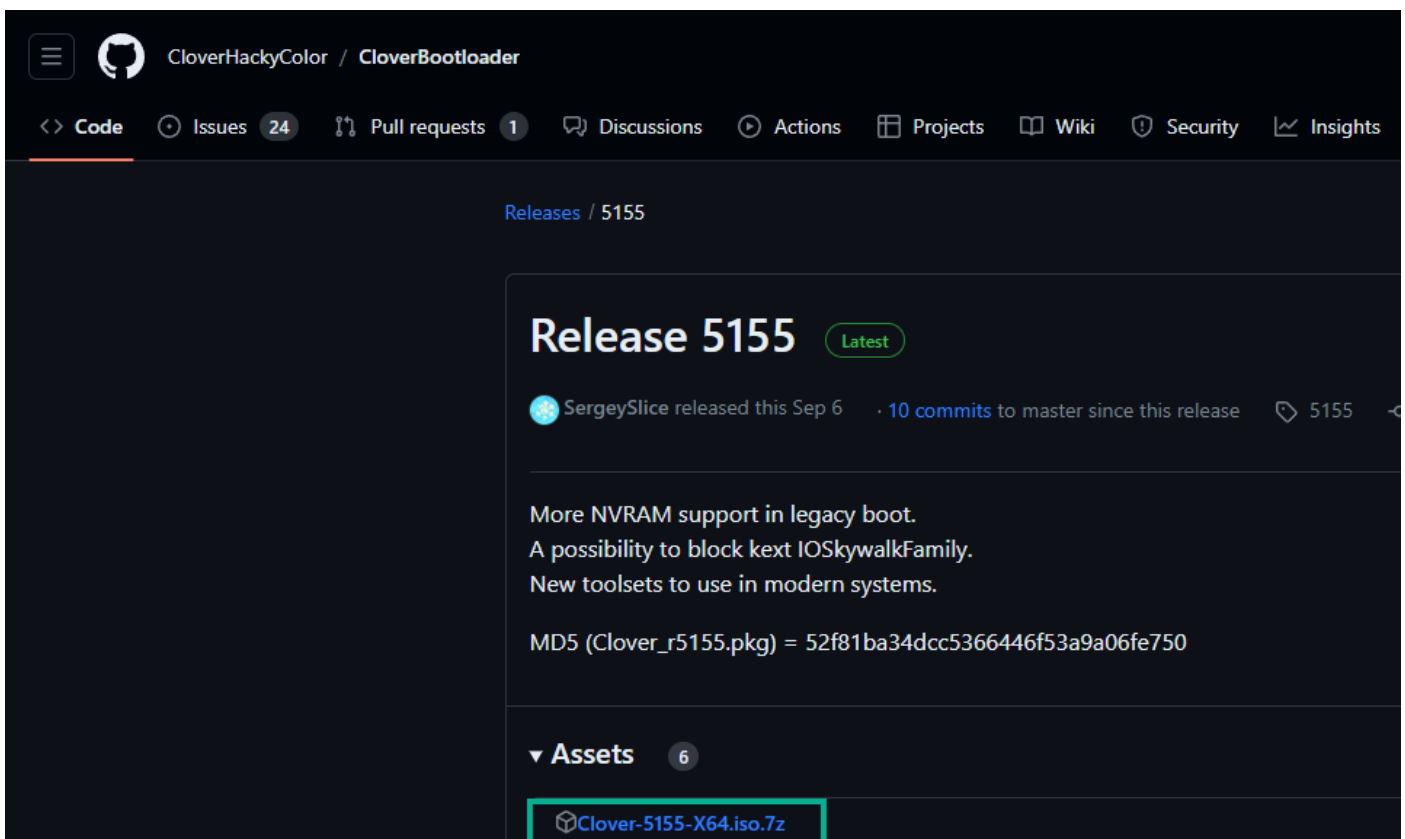 CloverHackyColor / CloverBootloader
Code Issues 24 Pull requests 1 Discussions Actions Projects Wiki Security Insights
Releases / 5155
Release 5155 Latest
SergeySlice released this Sep 6 · 10 commits to master since this release 5155
More NVRAM support in legacy boot.
A possibility to block kext IOSkywalkFamily.
New toolsets to use in modern systems.
MD5 (Clover_r5155.pkg) = 52f81ba34dcc5366446f53a9a06fe750
Assets 6
Clover-5155-X64.iso.7z